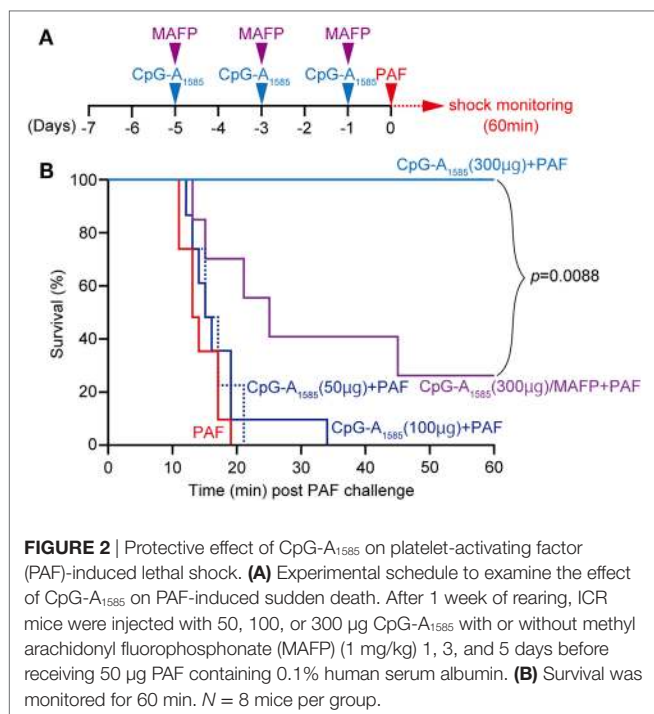 A
MAFP MAFP MAFP
CpG-A1585 CpG-A1585 CpG-A1585 PAF
shock monitoring
(60min)
(Days) -7 -6 -5 -4 -3 -2 -1 0
B
CpG-A1585(300μg)+PAF
100
80
60
40
20
0
Survival (%)
p=0.0088
CpG-A1585(50μg)+PAF
CpG-A1585(300μg)/MAFP+PAF
PAF
CpG-A1585(100μg)+PAF
0 10 20 30 40 50 60
Time (min) post PAF challenge
FIGURE 2 | Protective effect of CpG-A1585 on platelet-activating factor
(PAF)-induced lethal shock. (A) Experimental schedule to examine the effect
of CpG-A1585 on PAF-induced sudden death. After 1 week of rearing, ICR
mice were injected with 50, 100, or 300 μg CpG-A1585 with or without methyl
arachidonyl fluorophosphonate (MAFP) (1 mg/kg) 1, 3, and 5 days before
receiving 50 μg PAF containing 0.1% human serum albumin. (B) Survival was
monitored for 60 min. N = 8 mice per group.